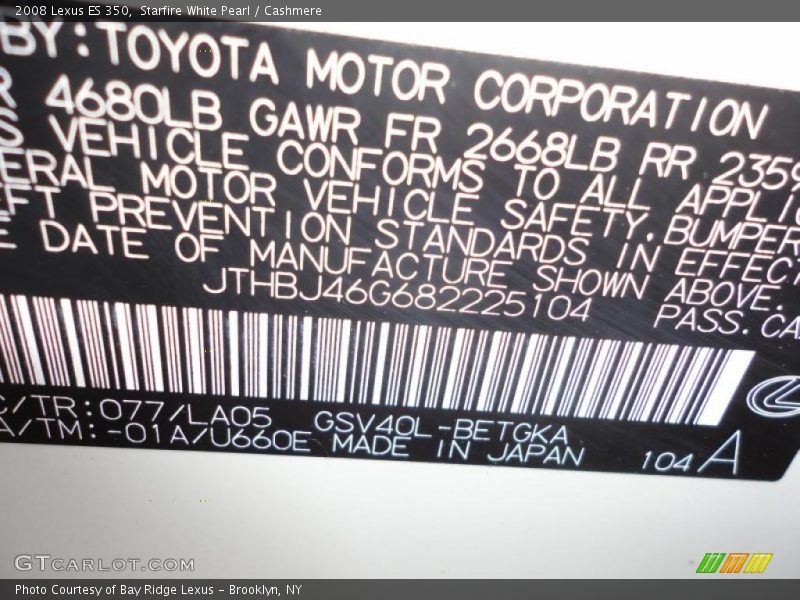 2008 Lexus ES 350, Starfire White Pearl / Cashmere
BY: TOYOTA MOTOR CORPORATION
R 4680LB GAWR FR 2668LB RR 2359
S VEHICLE CONFORMS TO ALL APPLIC
ERAL MOTOR VEHICLE SAFETY, BUMPER
EFT PREVENTION STANDARDS IN EFFECT
E DATE OF MANUFACTURE SHOWN ABOVE.
JTHBJ46G682225104 PASS. CA
C/TR: 077/LA05 GSV40L-BETGKA
A/TM: -01A/U660E MADE IN JAPAN 104 A
GTCARLOT.COM
Photo Courtesy of Bay Ridge Lexus - Brooklyn, NY